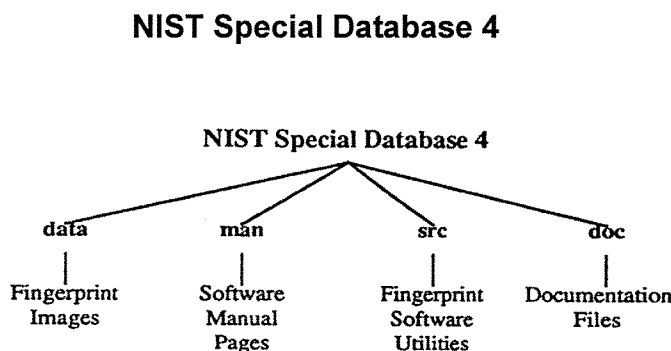 NIST Special Database 4
NIST Special Database 4
data man src doc
Fingerprint Software Fingerprint Documentation
Images Manual Software Files
Pages Utilities